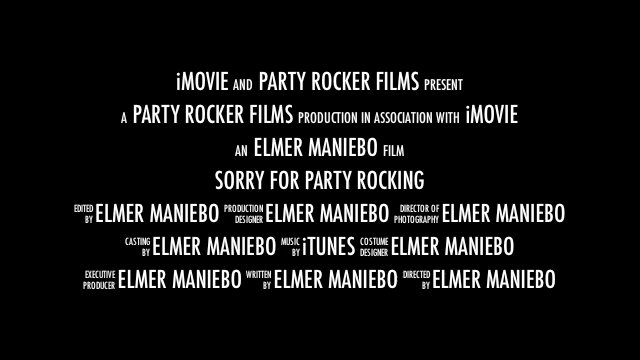 iMOVIE AND PARTY ROCKER FILMS PRESENT
A PARTY ROCKER FILMS PRODUCTION IN ASSOCIATION WITH iMOVIE
AN ELMER MANIEBO FILM
SORRY FOR PARTY ROCKING
EDITED BY ELMER MANIEBO PRODUCTION DESIGNER ELMER MANIEBO DIRECTOR OF PHOTOGRAPHY ELMER MANIEBO
CASTING BY ELMER MANIEBO MUSIC BY iTUNES COSTUME DESIGNER ELMER MANIEBO
EXECUTIVE PRODUCER ELMER MANIEBO WRITTEN BY ELMER MANIEBO DIRECTED BY ELMER MANIEBO